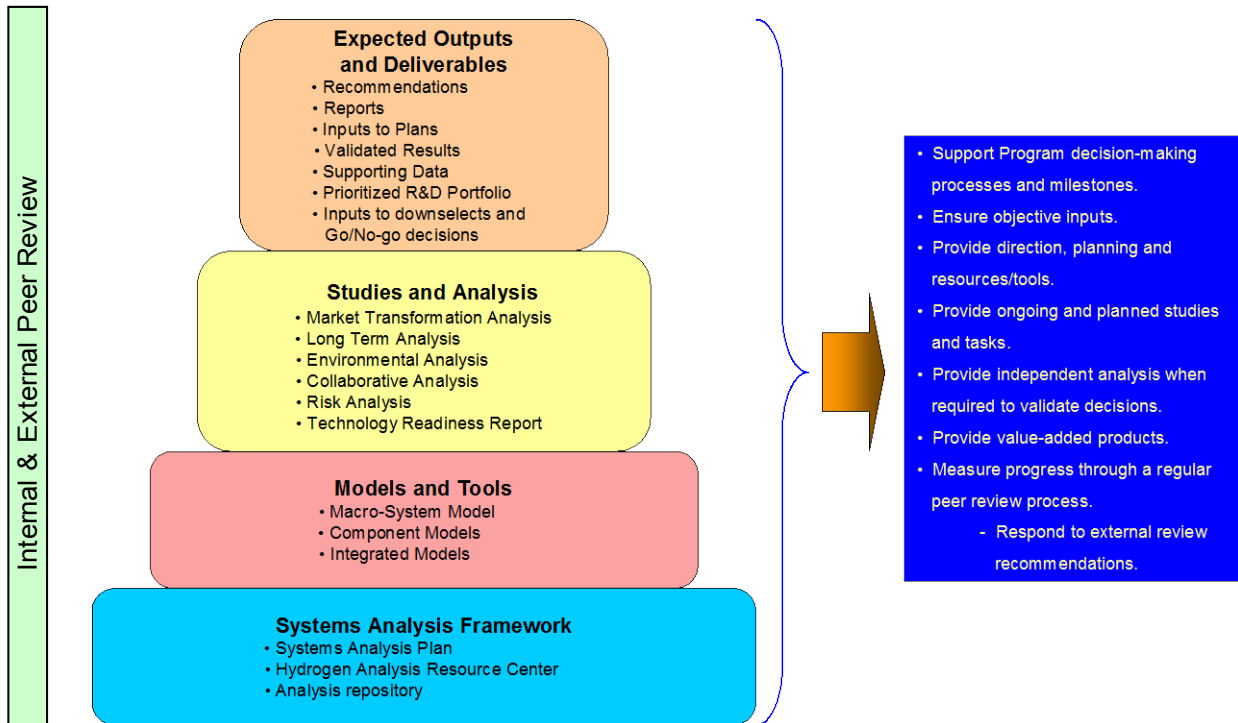 Internal & External Peer Review
Expected Outputs
and Deliverables
• Recommendations
• Reports
• Inputs to Plans
• Validated Results
• Supporting Data
• Prioritized R&D Portfolio
• Inputs to downselects and
Go/No-go decisions
Studies and Analysis
• Market Transformation Analysis
• Long Term Analysis
• Environmental Analysis
• Collaborative Analysis
• Risk Analysis
• Technology Readiness Report
Models and Tools
• Macro-System Model
• Component Models
• Integrated Models
Systems Analysis Framework
• Systems Analysis Plan
• Hydrogen Analysis Resource Center
• Analysis repository
• Support Program decision-making
processes and milestones.
• Ensure objective inputs.
• Provide direction, planning and
resources/tools.
• Provide ongoing and planned studies
and tasks.
• Provide independent analysis when
required to validate decisions.
• Provide value-added products.
• Measure progress through a regular
peer review process.
- Respond to external review
recommendations.